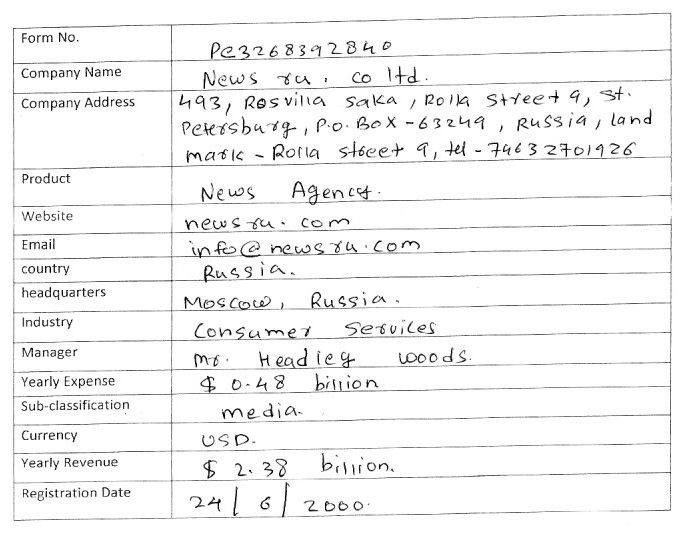 Form No. Pc3268392840
Company Name News ru. co ltd.
Company Address 493, Rosvilla saka, Rolla street 9, St.
Petersburg, P.O. Box - 63249, Russia, land
mark - Rolla street 9, tel - 74632701926
Product News Agency.
Website newsru.com
Email info@newsru.com
country Russia.
headquarters Moscow, Russia.
Industry Consumer Services
Manager Mr. Headley woods.
Yearly Expense $ 0.48 billion
Sub-classification media.
Currency USD.
Yearly Revenue $ 2.38 billion.
Registration Date 24/6/2000.